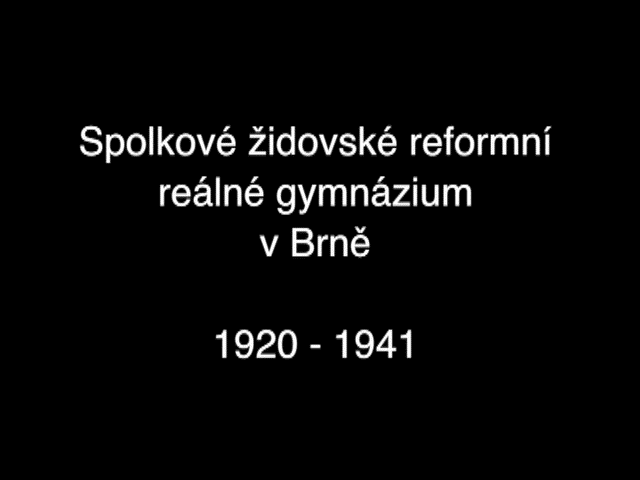 Spolkové židovské reformní
reálné gymnázium
v Brně
1920 - 1941